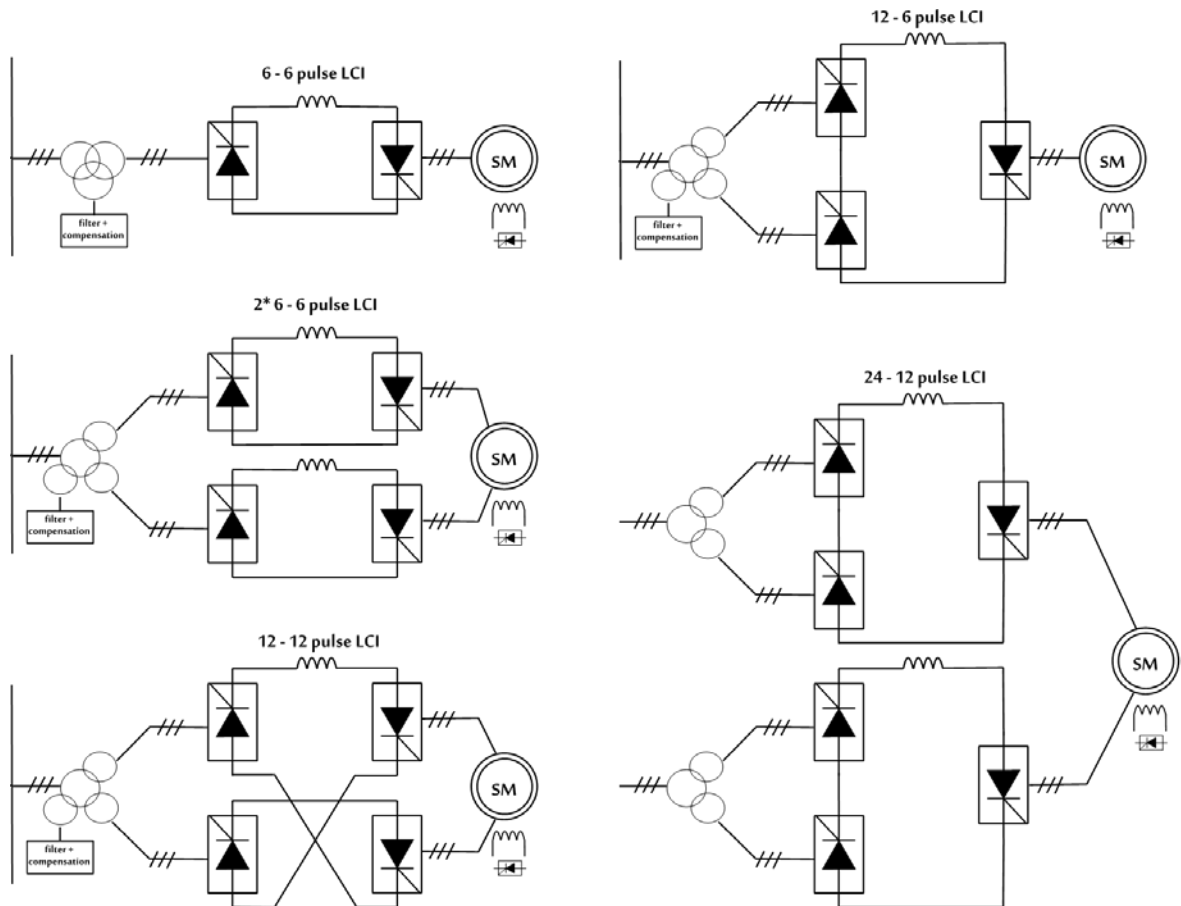 6 - 6 pulse LCI
SM
filter +
compensation
2* 6 - 6 pulse LCI
SM
filter +
compensation
12 - 12 pulse LCI
SM
filter +
compensation
12 - 6 pulse LCI
SM
filter +
compensation
24 - 12 pulse LCI
SM